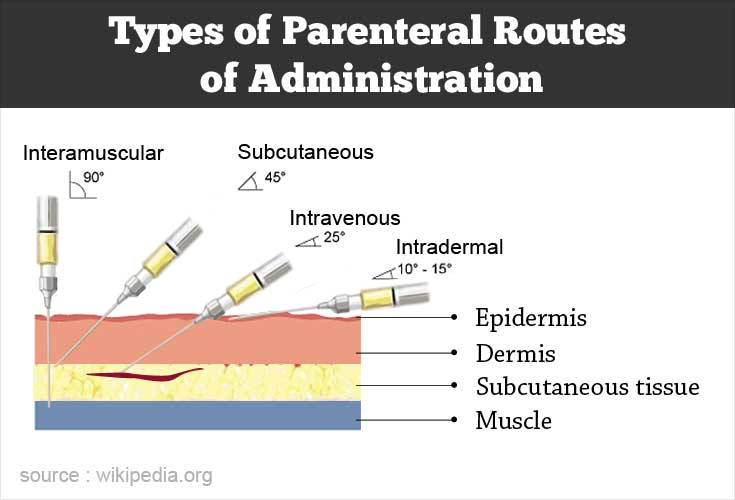 Types of Parenteral Routes
of Administration
Interamuscular
90°
Subcutaneous
45°
Intravenous
25°
Intradermal
10° - 15°
Epidermis
Dermis
Subcutaneous tissue
Muscle
source : wikipedia.org